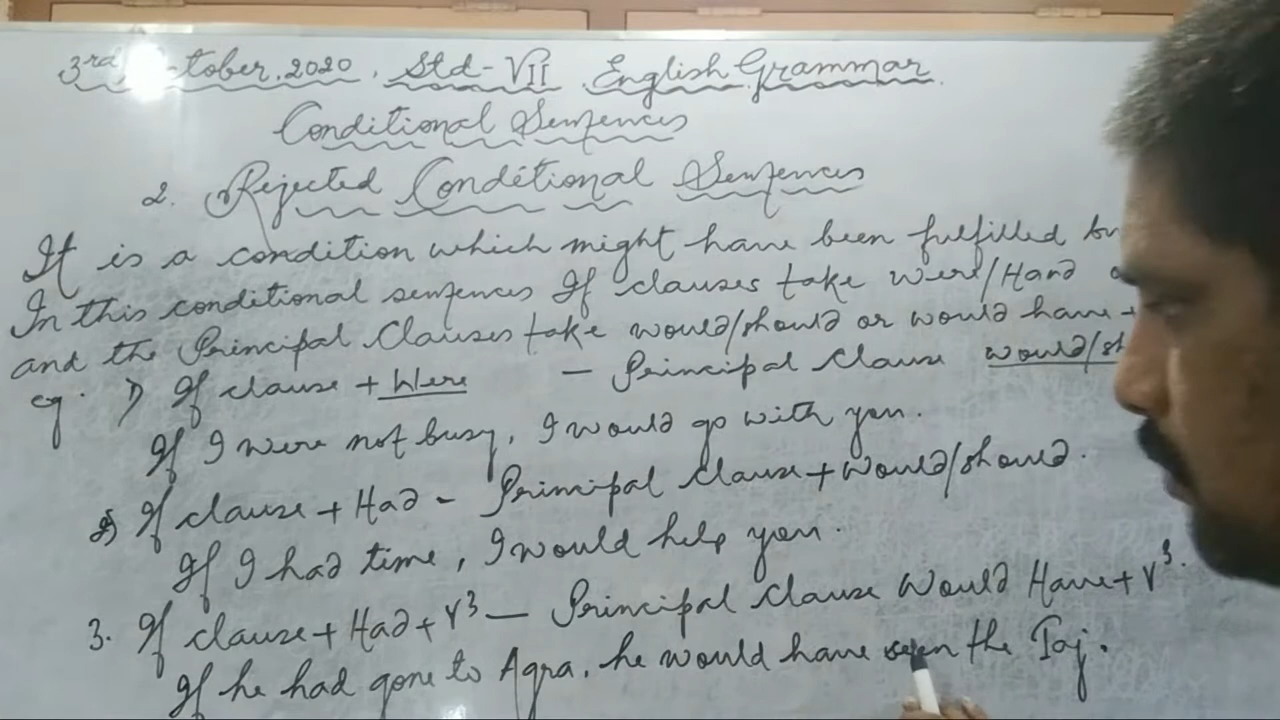 3rd October, 2020, Std - VII English Grammar.
Conditional Sentences
2. Rejected Conditional Sentences
It is a condition which might have been fulfilled
In this conditional sentences If clauses take were/Had
and the Principal Clauses take would/should or would have +
eg. 1) If clause + Were - Principal Clause would/sh
If I were not busy, I would go with you.
2) If clause + Had - Principal Clause + Would/should.
If I had time, I would help you.
3. If clause + Had + V3 - Principal Clause Would Have + V3.
If he had gone to Agra, he would have seen the Taj.